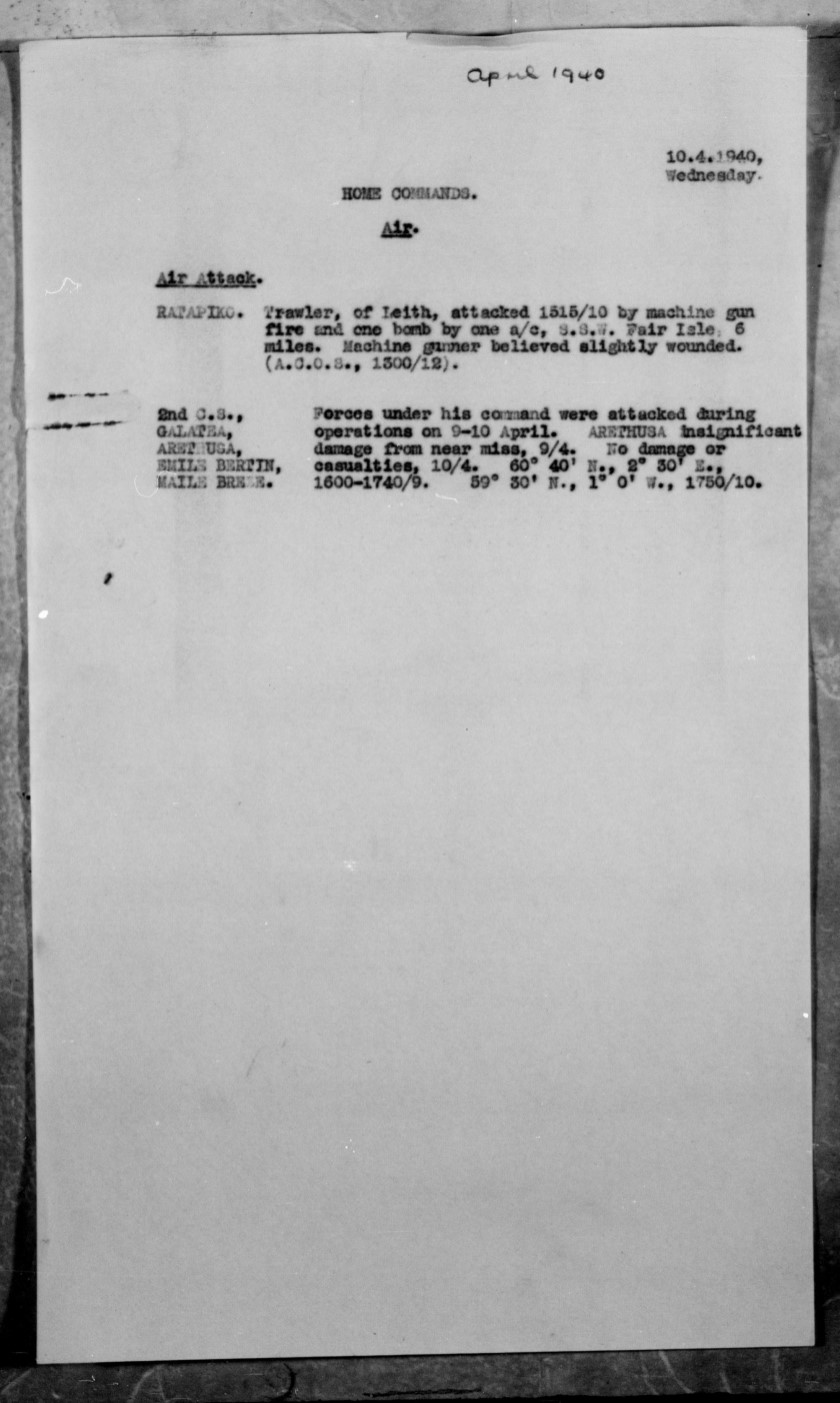 April 1940
10.4.1940,
Wednesday.
HOME COMMANDS.
Air.
Air Attack.
RATAPIKO. Trawler, of Leith, attacked 1515/10 by machine gun
fire and one bomb by one a/c, S.S.W. Fair Isle, 6
miles. Machine gunner believed slightly wounded.
(A.C.O.S., 1300/12).
2nd C.S., Forces under his command were attacked during
GALATEA, operations on 9-10 April. ARETHUSA insignificant
ARETHUSA, damage from near miss, 9/4. No damage or
EMILE BERTIN, casualties, 10/4. 60° 40' N., 2° 30' E.,
MAILE BREZE. 1600-1740/9. 59° 30' N., 1° 0' W., 1750/10.